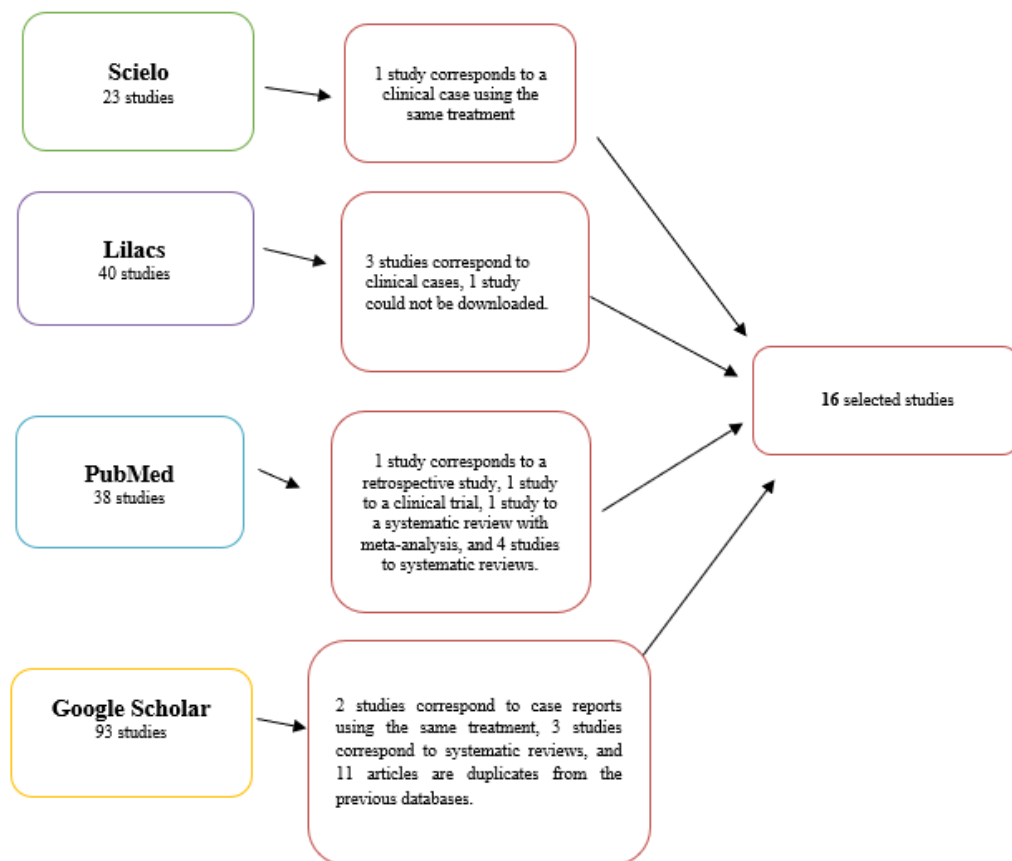 Scielo
23 studies
1 study corresponds to a
clinical case using the
same treatment
Lilacs
40 studies
3 studies correspond to
clinical cases, 1 study
could not be downloaded.
16 selected studies
PubMed
38 studies
1 study corresponds to a
retrospective study, 1 study
to a clinical trial, 1 study to
a systematic review with
meta-analysis, and 4 studies
to systematic reviews.
Google Scholar
93 studies
2 studies correspond to case reports
using the same treatment, 3 studies
correspond to systematic reviews, and
11 articles are duplicates from the
previous databases.